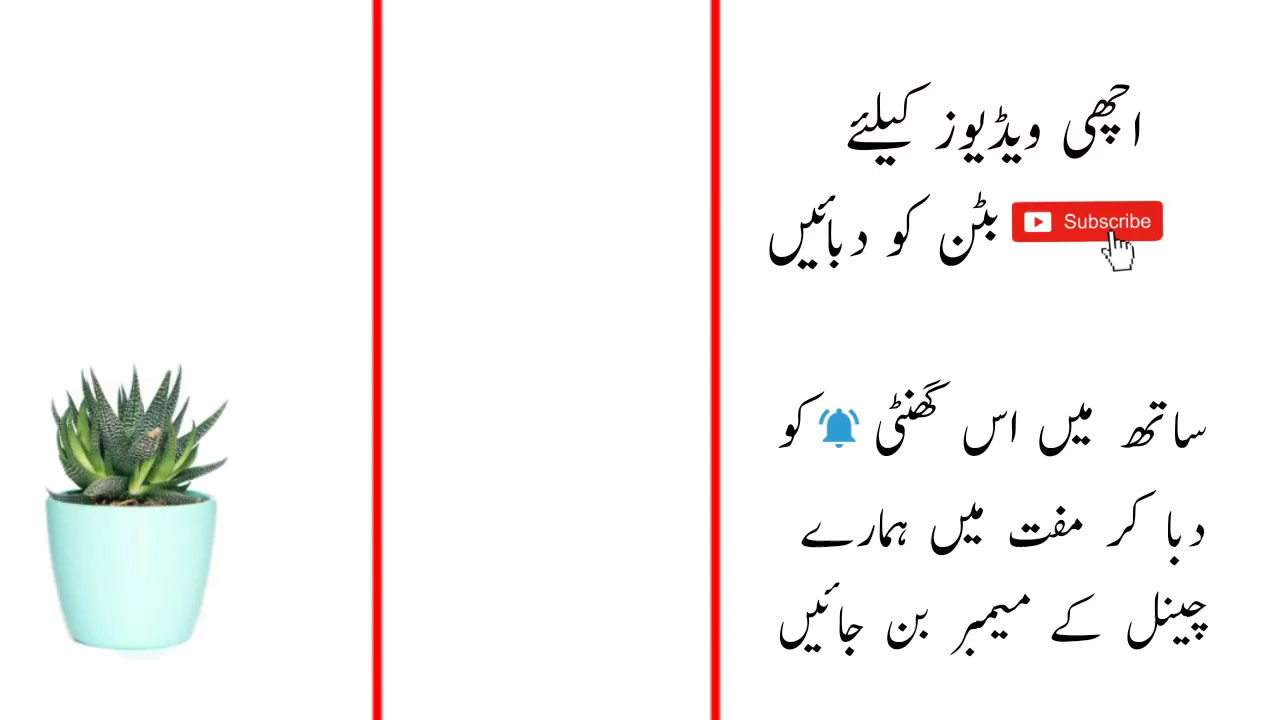 اچھی ویڈیوز کیلئے
Subscribe بٹن کو دبائیں
ساتھ میں اس گھنٹی کو
دبا کر مفت میں ہمارے
چینل کے میمبر بن جائیں